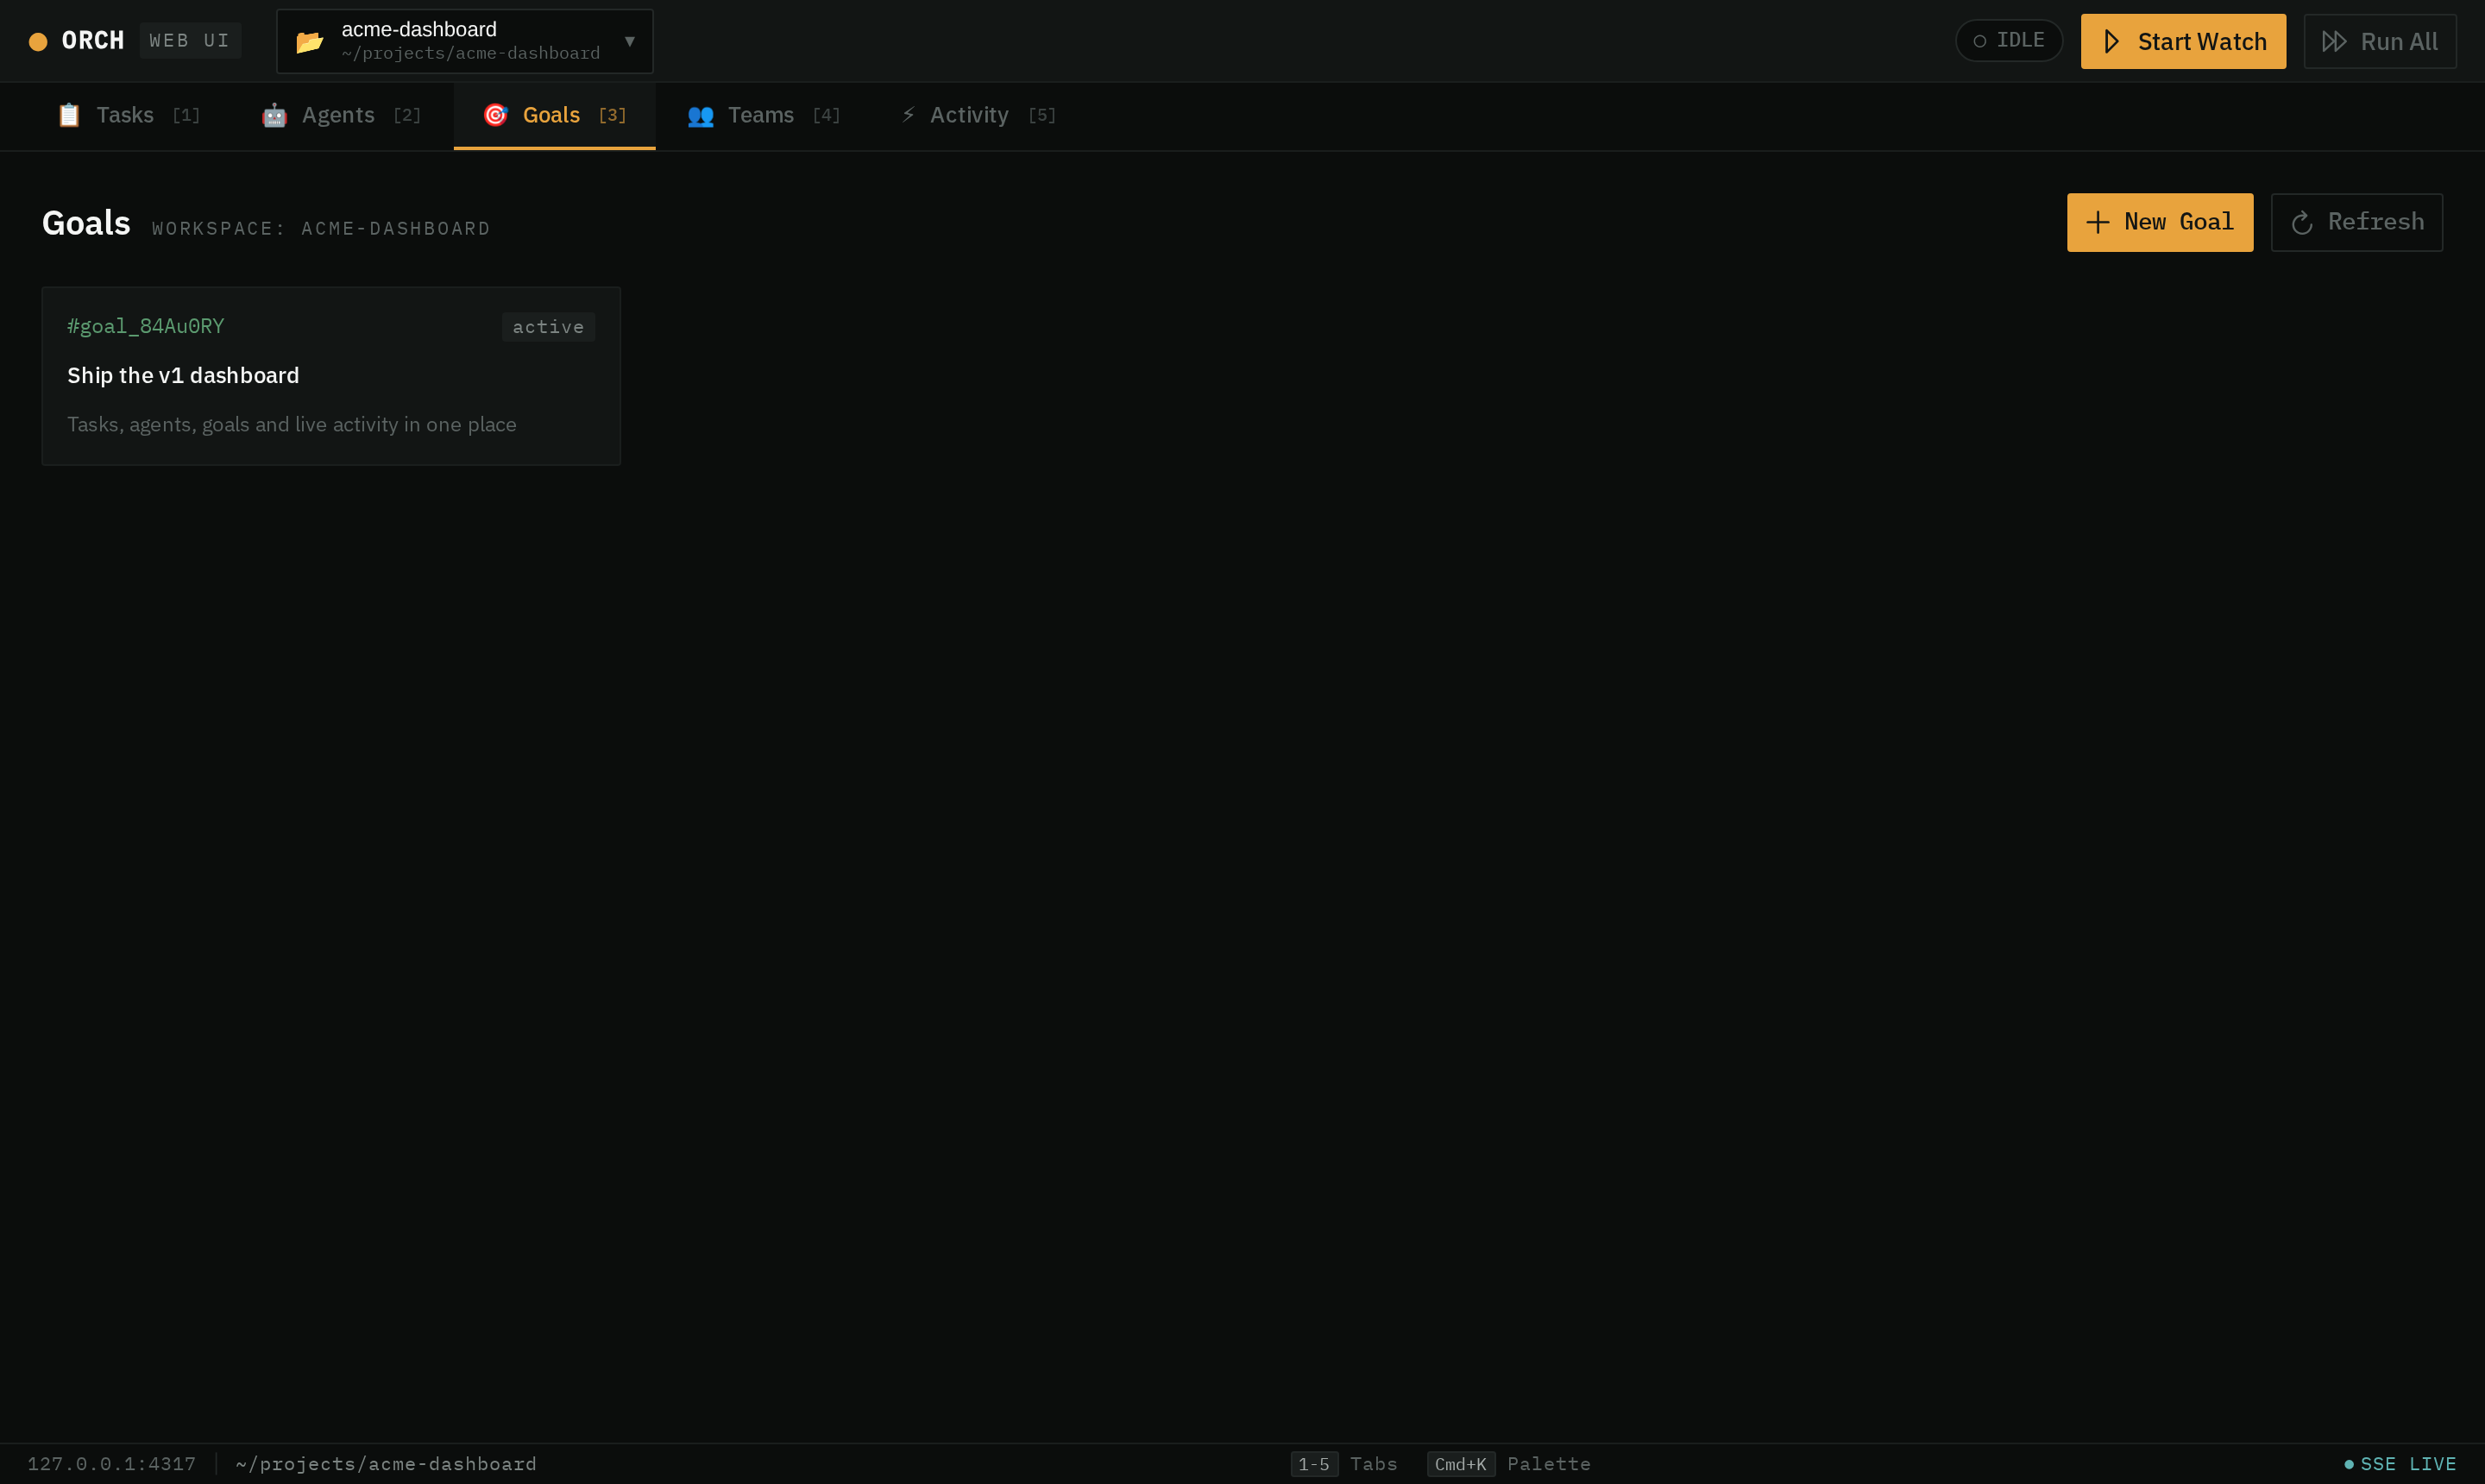 ORCH WEB UI
acme-dashboard
~/projects/acme-dashboard
▼
IDLE
Start Watch
Run All
Tasks [1]
Agents [2]
Goals [3]
Teams [4]
Activity [5]
Goals WORKSPACE: ACME-DASHBOARD
New Goal
Refresh
#goal_84Au0RY
active
Ship the v1 dashboard
Tasks, agents, goals and live activity in one place
127.0.0.1:4317
~/projects/acme-dashboard
1-5 Tabs
Cmd+K Palette
SSE LIVE